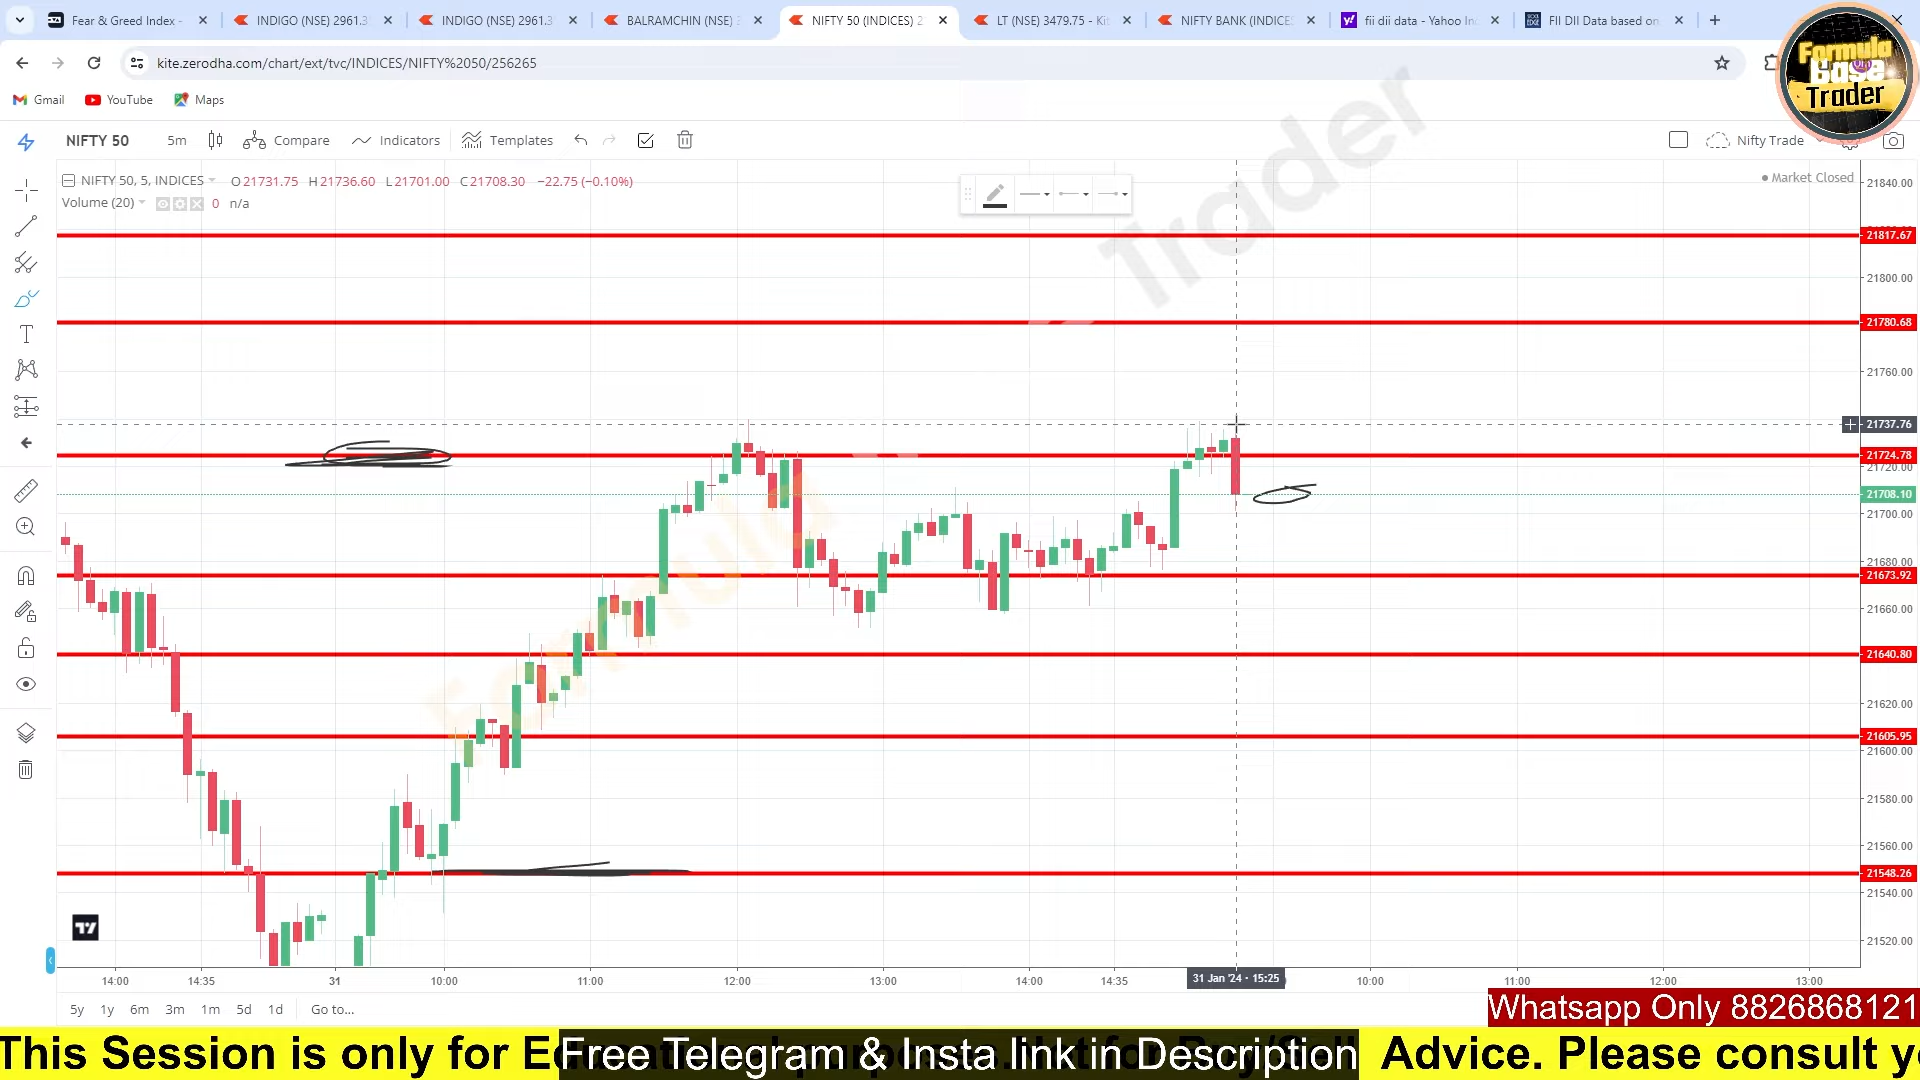 Fear & Greed Index -
INDIGO (NSE) 2961.3
INDIGO (NSE) 2961.3
BALRAMCHIN (NSE) 3
NIFTY 50 (INDICES) 2
LT (NSE) 3479.75 - Kit
NIFTY BANK (INDICE
fii dii data - Yahoo In
FII DII Data based on
kite.zerodha.com/chart/ext/tvc/INDICES/NIFTY%2050/256265
Gmail
YouTube
Maps
Formula
Base
Trader
NIFTY 50
5m
Compare
Indicators
Templates
Nifty Trade
NIFTY 50, 5, INDICES
O21731.75 H21736.60 L21701.00 C21708.30 −22.75 (−0.10%)
Market Closed
Volume (20)
0 n/a
Trader
Formula
21840.00
21817.67
21800.00
21780.68
21760.00
21737.76
21724.78
21720.00
21708.10
21700.00
21680.00
21673.92
21660.00
21640.80
21620.00
21605.95
21600.00
21580.00
21560.00
21548.26
21540.00
21520.00
14:00
14:35
31
10:00
11:00
12:00
13:00
14:00
14:35
31 Jan '24 • 15:25
10:00
11:00
12:00
13:00
5y
1y
6m
3m
1m
5d
1d
Go to...
Whatsapp Only 8826868121
This Session is only for E
Free Telegram & Insta link in Description
Advice. Please consult y